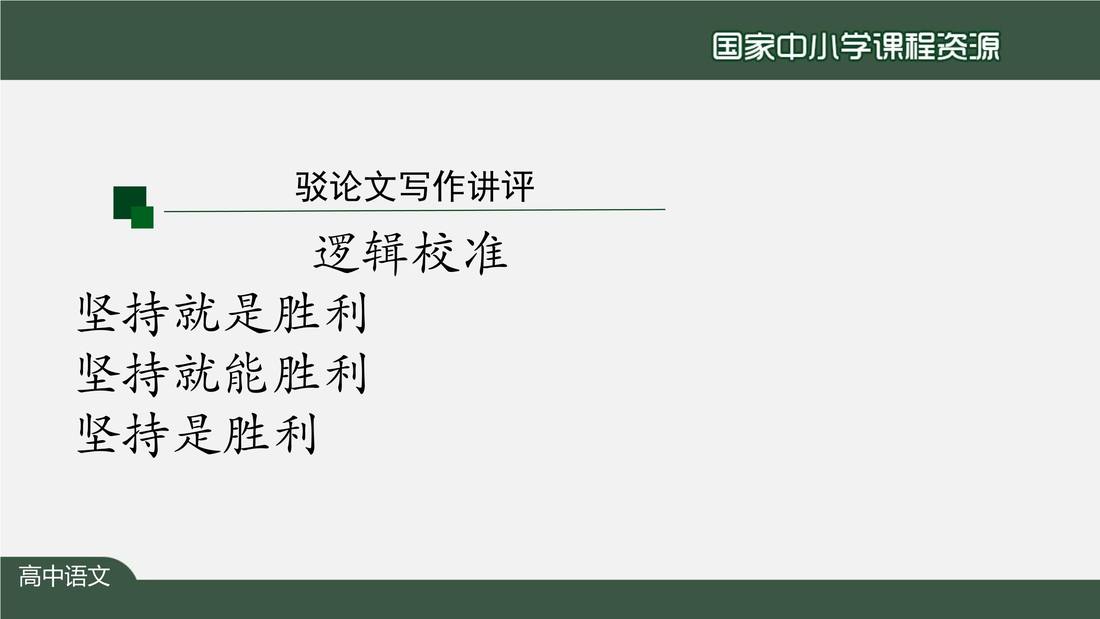 国家中小学课程资源
驳论文写作讲评
逻辑校准
坚持就是胜利
坚持就能胜利
坚持是胜利
高中语文